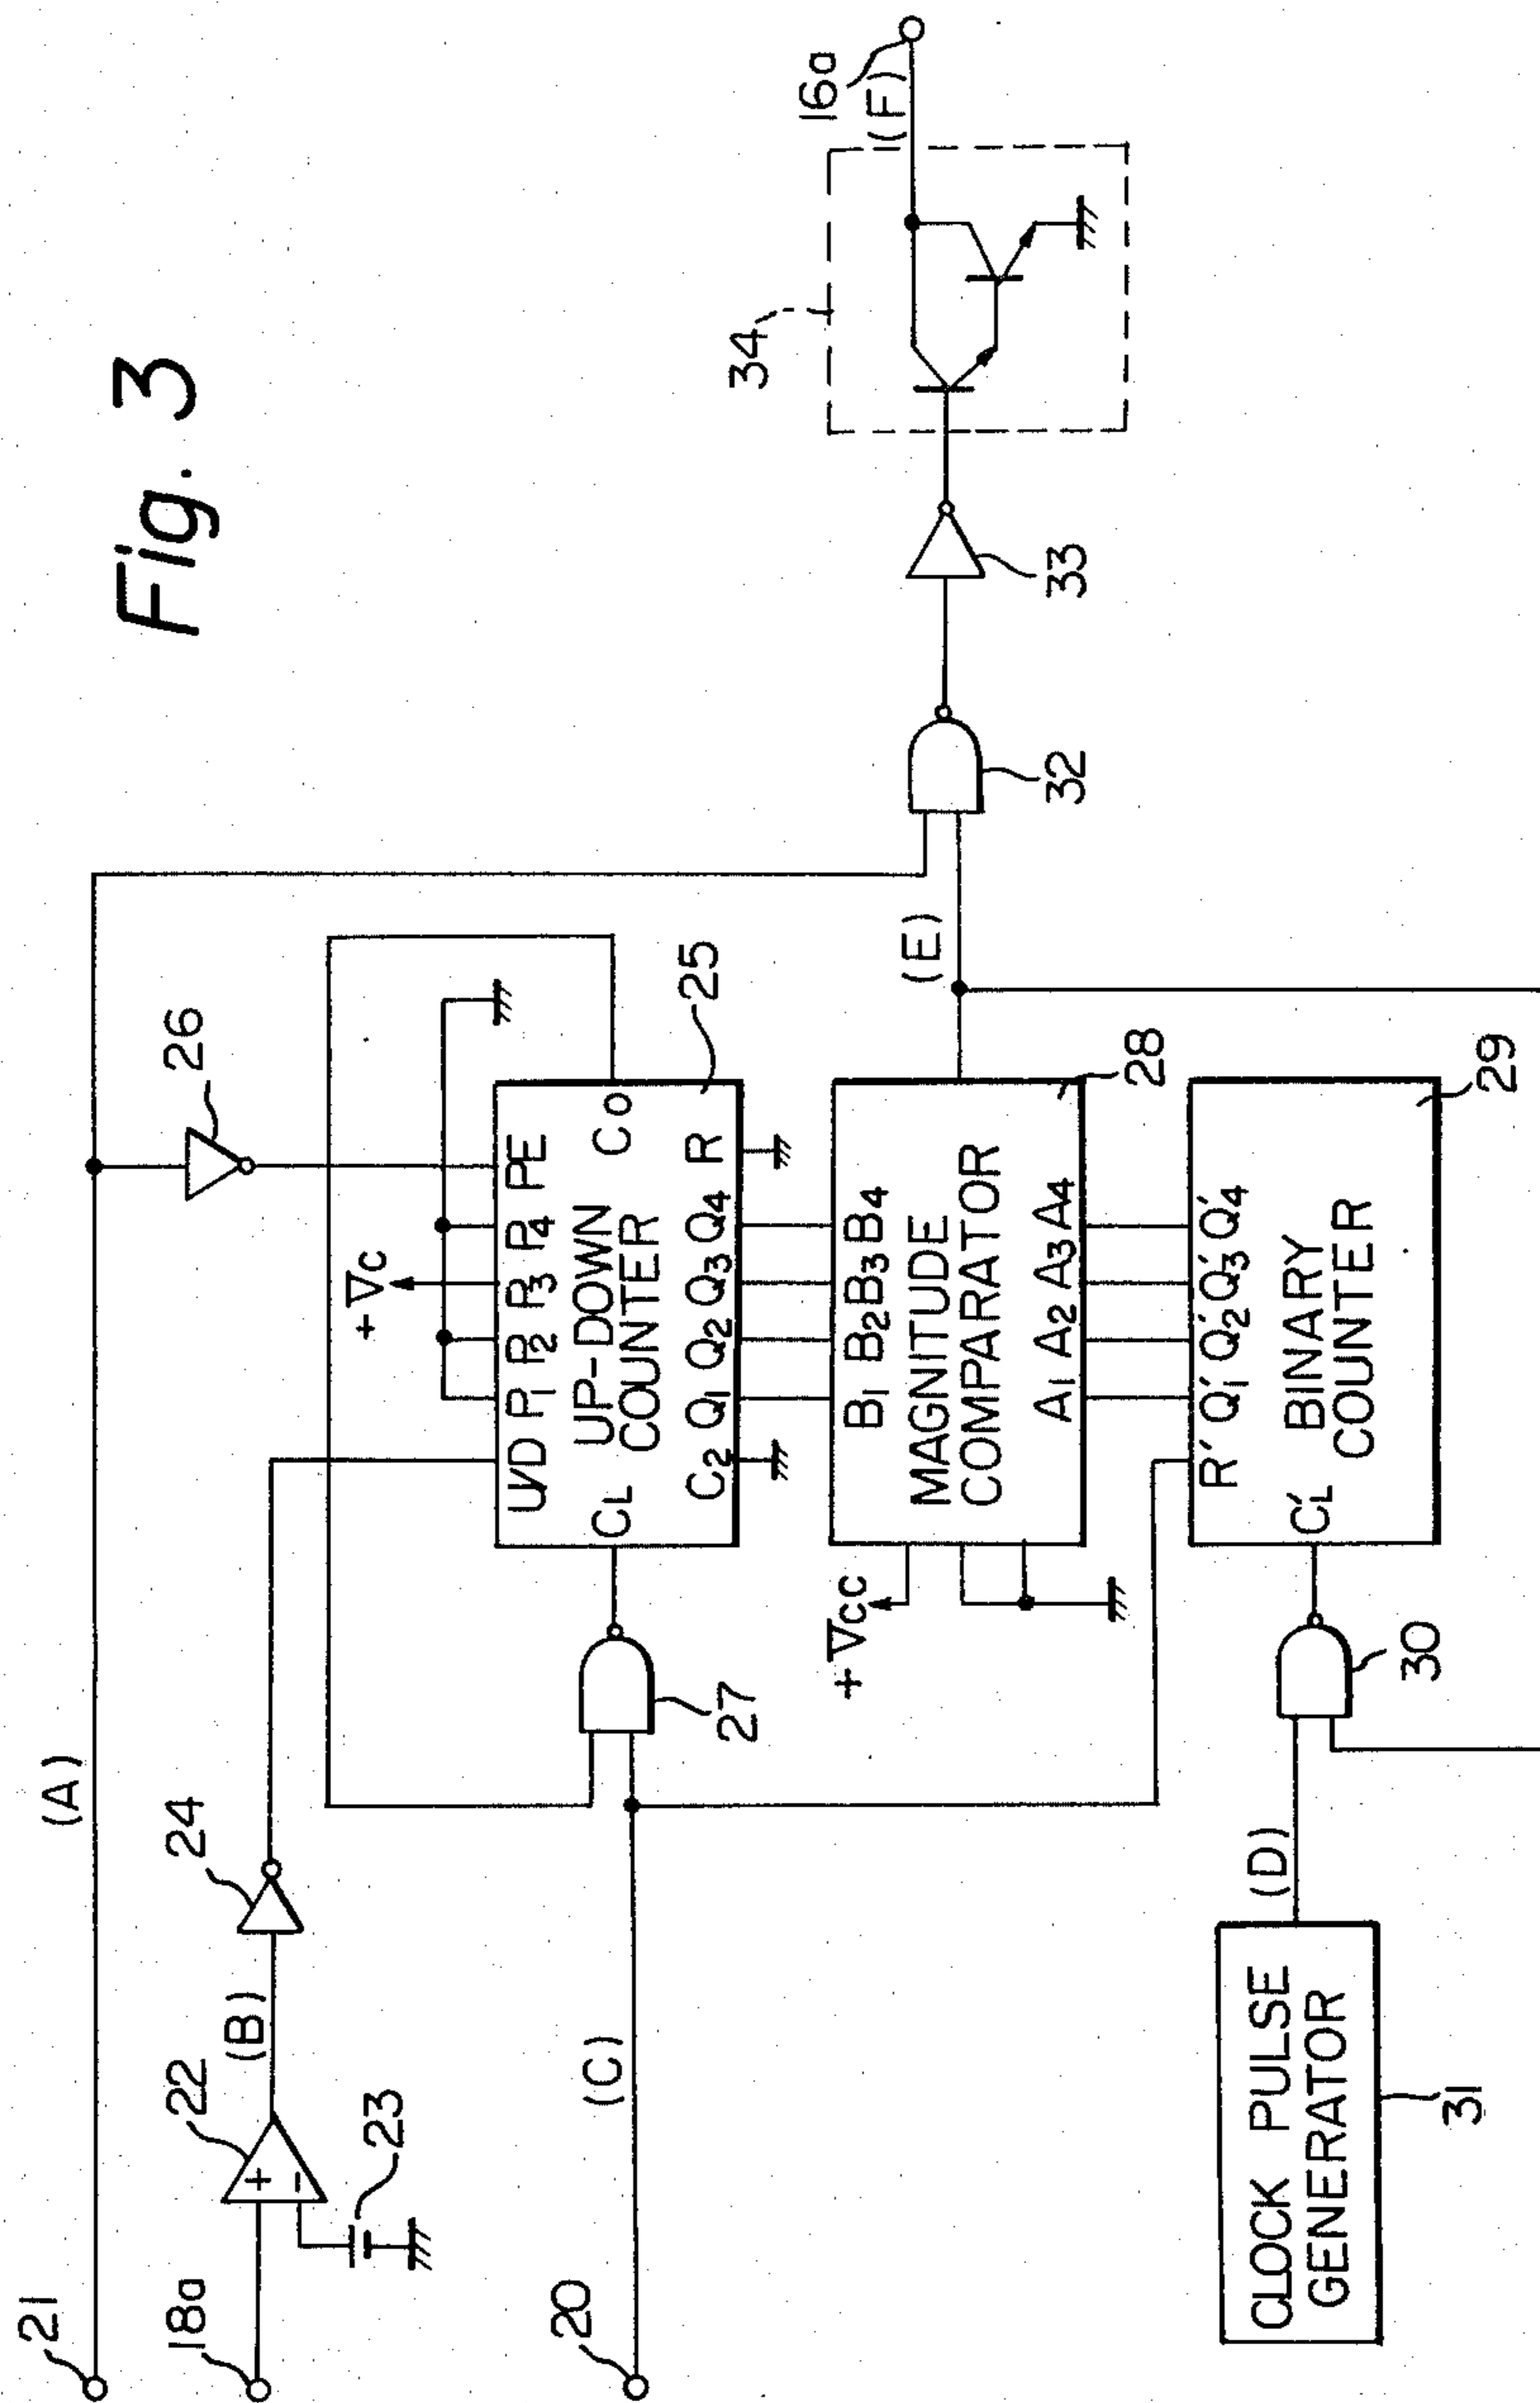 Fig. 3
21
(A)
18a
22
+
-
23
(B)
24
26
20
(C)
27
+Vc
U/D P1 P2 P3 P4 PE
CL
UP-DOWN
COUNTER
CO
C2 Q1 Q2 Q3 Q4 R
25
+Vcc
B1 B2 B3 B4
MAGNITUDE
COMPARATOR
A1 A2 A3 A4
28
(E)
R' Q'1 Q'2 Q'3 Q'4
C'L
BINARY
COUNTER
29
30
(D)
CLOCK PULSE
GENERATOR
31
32
33
34
(F)
16a